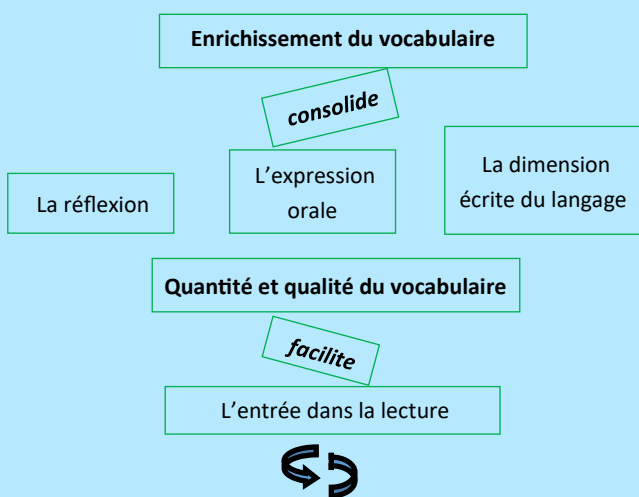 Enrichissement du vocabulaire
consolide
La réflexion
L’expression
orale
La dimension
écrite du langage
Quantité et qualité du vocabulaire
facilite
L’entrée dans la lecture